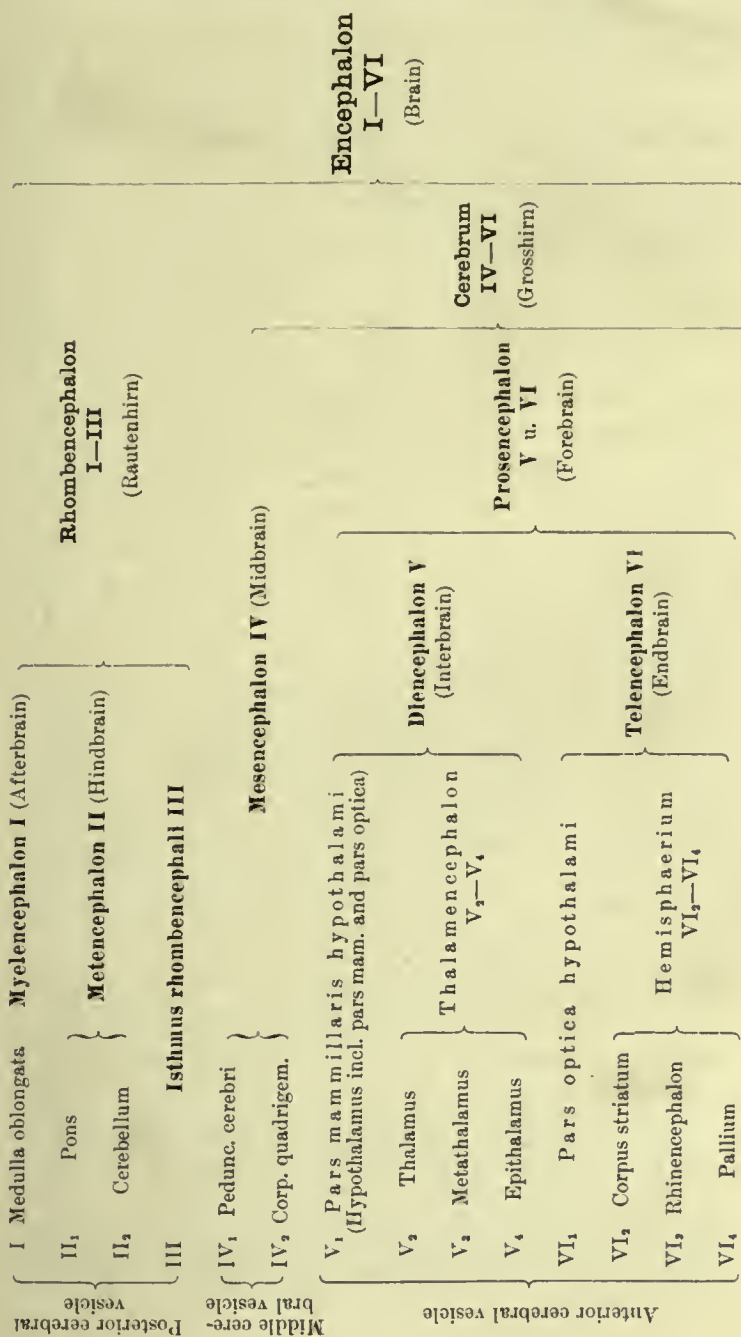 Posterior cerebral
vesicle
I Medulla oblongata Myelencephalon I (Afterbrain)
II₁ Pons
II₂ Cerebellum
Metencephalon II (Hindbrain)
III
Isthmus rhombencephali III
Rhombencephalon
I—III
(Rautenhirn)
Middle cere-
bral vesicle
IV₁ Pedunc. cerebri
IV₂ Corp. quadrigem.
Mesencephalon IV (Midbrain)
Anterior cerebral vesicle
V₁ Pars mammillaris hypothalami
(Hypothalamus incl. pars mam. and pars optica)
V₂ Thalamus
V₃ Metathalamus
V₄ Epithalamus
Thalamencephalon
V₂—V₄
Diencephalon V
(Interbrain)
VI₁ Pars optica hypothalami
VI₂ Corpus striatum
VI₃ Rhinencephalon
VI₄ Pallium
Hemisphaerium
VI₂—VI₄
Telencephalon VI
(Endbrain)
Prosencephalon
V u. VI
(Forebrain)
Cerebrum
IV—VI
(Grosshirn)
Encephalon
I—VI
(Brain)